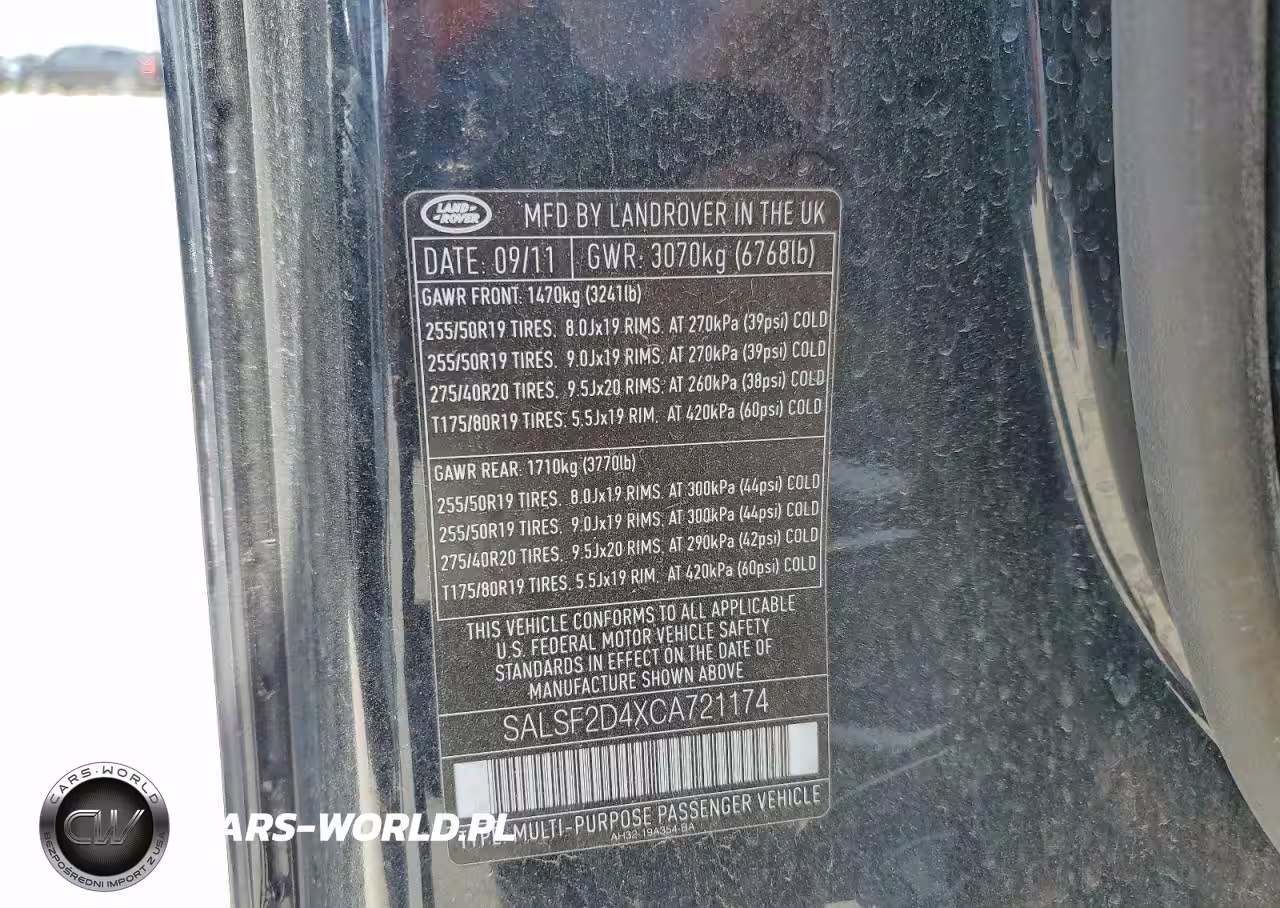 LAND-
-ROVER
MFD BY LANDROVER IN THE UK
DATE: 09/11 GWR: 3070kg (6768lb)
GAWR FRONT: 1470kg (3241lb)
255/50R19 TIRES. 8.0Jx19 RIMS. AT 270kPa (39psi) COLD
255/50R19 TIRES. 9.0Jx19 RIMS. AT 270kPa (39psi) COLD
275/40R20 TIRES. 9.5Jx20 RIMS. AT 260kPa (38psi) COLD
T175/80R19 TIRES. 5.5Jx19 RIM. AT 420kPa (60psi) COLD
GAWR REAR: 1710kg (3770lb)
255/50R19 TIRES. 8.0Jx19 RIMS. AT 300kPa (44psi) COLD
255/50R19 TIRES. 9.0Jx19 RIMS. AT 300kPa (44psi) COLD
275/40R20 TIRES. 9.5Jx20 RIMS. AT 290kPa (42psi) COLD
T175/80R19 TIRES. 5.5Jx19 RIM. AT 420kPa (60psi) COLD
THIS VEHICLE CONFORMS TO ALL APPLICABLE
U.S. FEDERAL MOTOR VEHICLE SAFETY
STANDARDS IN EFFECT ON THE DATE OF
MANUFACTURE SHOWN ABOVE
SALSF2D4XCA721174
TYPE: MULTI-PURPOSE PASSENGER VEHICLE
AH32-19A354-BA
CARS-WORLD
CW
BEZPOŚREDNI IMPORT Z USA
ARS-WORLD.PL